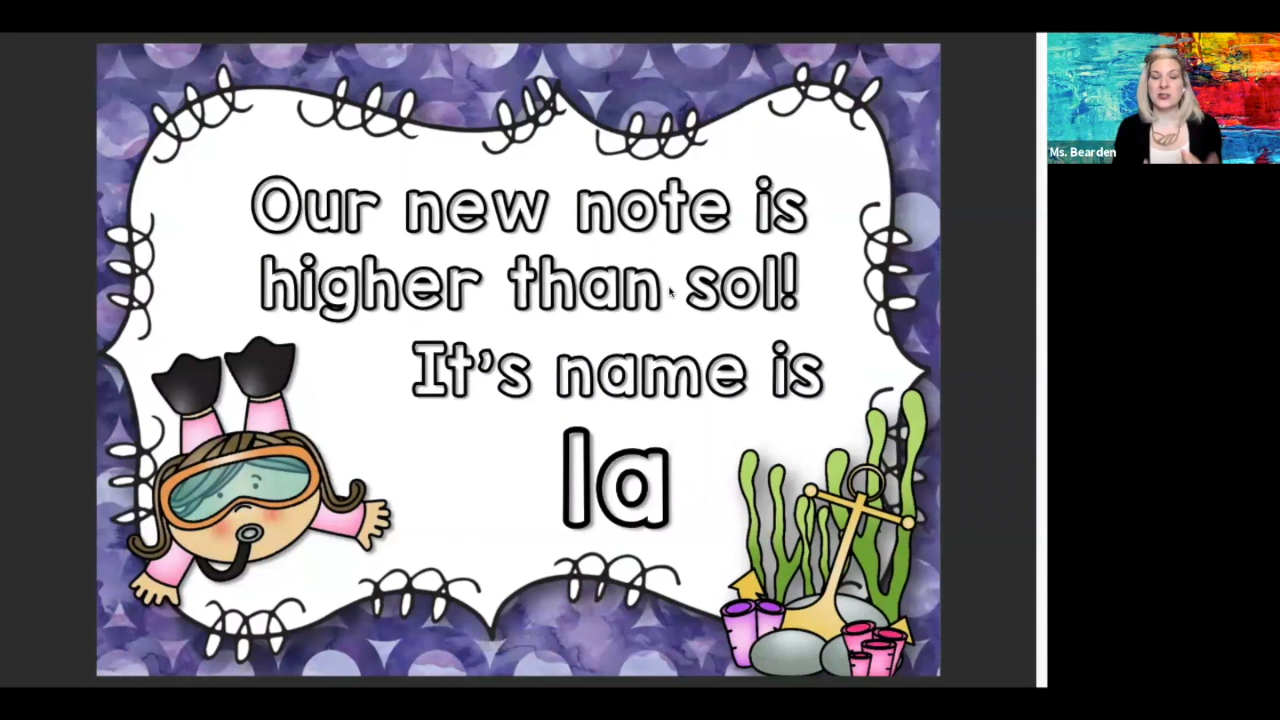 Our new note is
higher than sol!
It's name is
la
Ms. Bearden